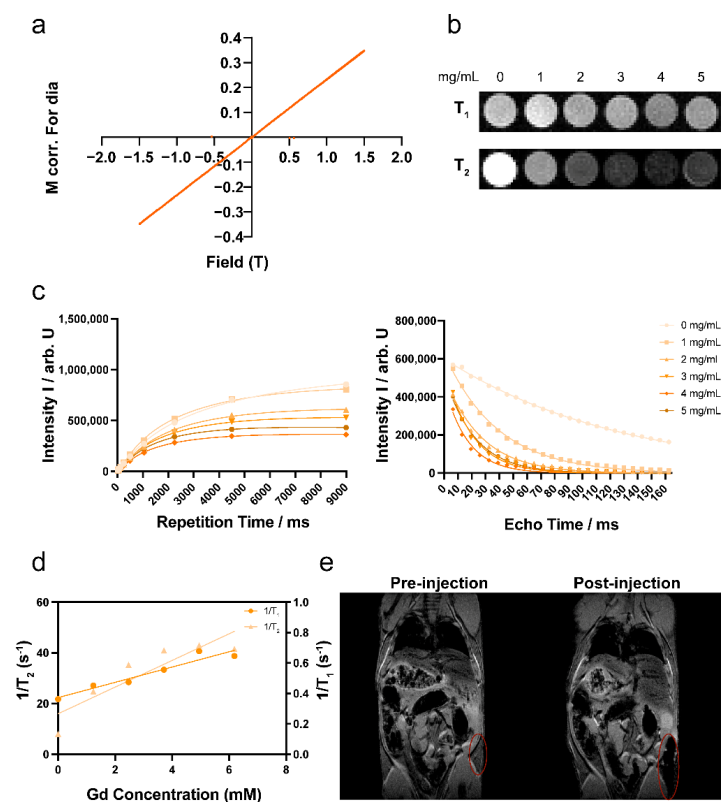 a
b
M corr. For dia
0.4
0.3
0.2
0.1
−2.0 −1.5 −1.0 −0.5 0.5 1.0 1.5 2.0
−0.1
−0.2
−0.3
−0.4
Field (T)
mg/mL 0 1 2 3 4 5
T1
T2
c
Intensity I / arb. U
1,500,000
1,000,000
500,000
0
0 1000 2000 3000 4000 5000 6000 7000 8000 9000
Repetition Time / ms
Intensity I / arb. U
800,000
600,000
400,000
200,000
0
10 20 30 40 50 60 70 80 90 100 110 120 130 140 150 160
Echo Time / ms
0 mg/mL
1 mg/mL
2 mg/ml
3 mg/mL
4 mg/mL
5 mg/mL
d
1/T2 (s-1)
60
40
20
0
0 2 4 6 8
Gd Concentration (mM)
1.0
0.8
0.6
0.4
0.2
0.0
1/T1 (s-1)
1/T1
1/T2
e
Pre-injection Post-injection